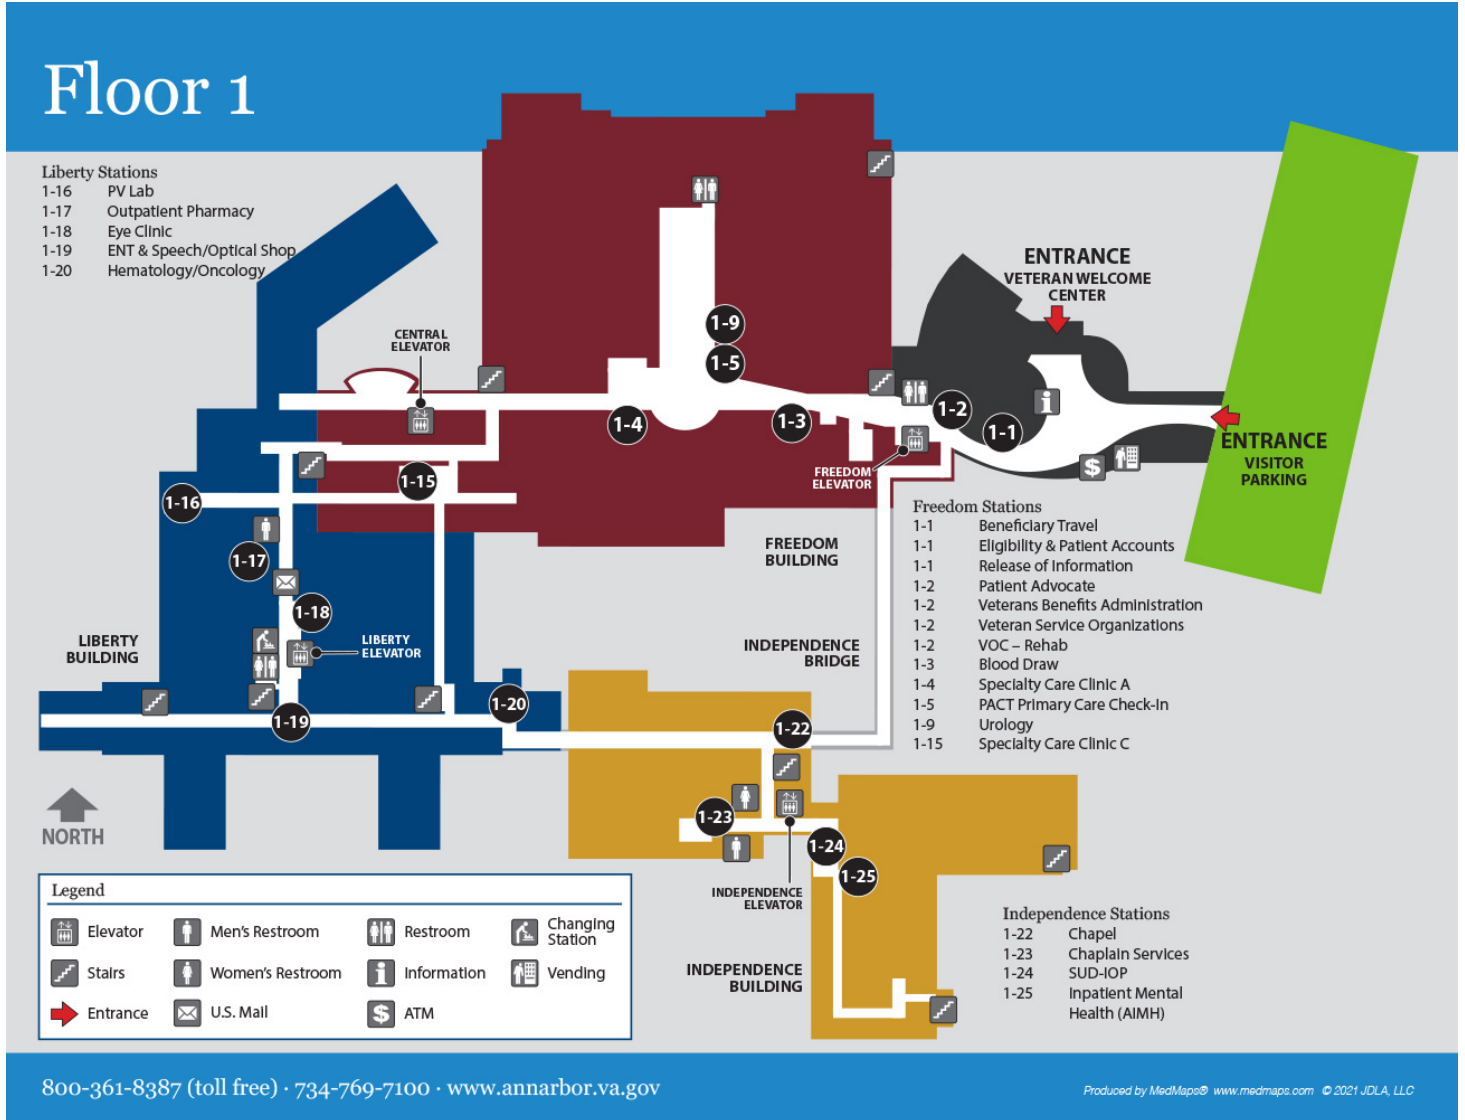 Floor 1
Liberty Stations
1-16 PV Lab
1-17 Outpatient Pharmacy
1-18 Eye Clinic
1-19 ENT & Speech/Optical Shop
1-20 Hematology/Oncology
ENTRANCE
VETERAN WELCOME
CENTER
CENTRAL
ELEVATOR
1-9
1-5
1-4
1-3
1-2
1-1
ENTRANCE
VISITOR
PARKING
FREEDOM
ELEVATOR
1-15
1-16
1-17
1-18
LIBERTY
BUILDING
LIBERTY
ELEVATOR
FREEDOM
BUILDING
INDEPENDENCE
BRIDGE
Freedom Stations
1-1 Beneficiary Travel
1-1 Eligibility & Patient Accounts
1-1 Release of Information
1-2 Patient Advocate
1-2 Veterans Benefits Administration
1-2 Veteran Service Organizations
1-2 VOC – Rehab
1-3 Blood Draw
1-4 Specialty Care Clinic A
1-5 PACT Primary Care Check-In
1-9 Urology
1-15 Specialty Care Clinic C
1-19
1-20
1-22
1-23
1-24
1-25
NORTH
INDEPENDENCE
ELEVATOR
INDEPENDENCE
BUILDING
Legend
Elevator
Men's Restroom
Restroom
Changing
Station
Stairs
Women's Restroom
Information
Vending
Entrance
U.S. Mail
ATM
Independence Stations
1-22 Chapel
1-23 Chaplain Services
1-24 SUD-IOP
1-25 Inpatient Mental
Health (AIMH)
800-361-8387 (toll free) · 734-769-7100 · www.annarbor.va.gov
Produced by MedMaps® www.medmaps.com © 2021 JDLA, LLC